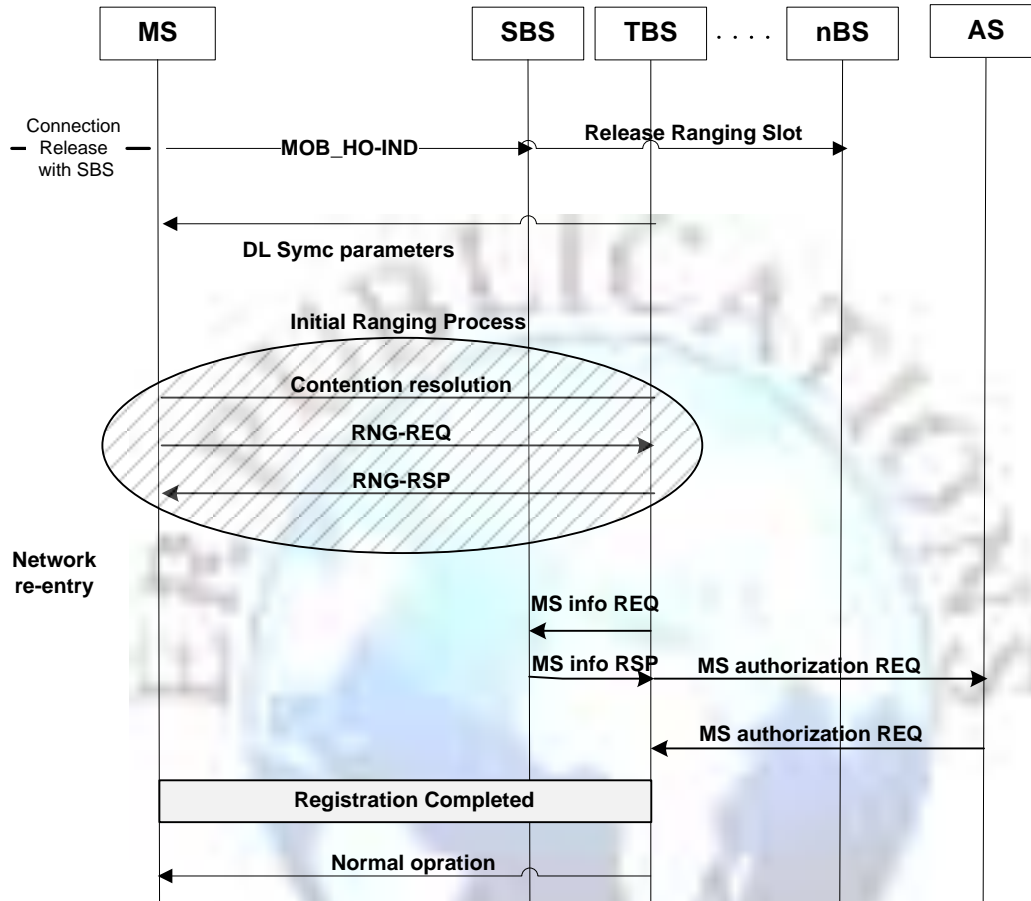 MS
SBS
TBS
. . . .
nBS
AS
Connection
Release
with SBS
MOB_HO-IND
Release Ranging Slot
DL Symc parameters
Initial Ranging Process
Contention resolution
RNG-REQ
RNG-RSP
Network
re-entry
MS info REQ
MS info RSP
MS authorization REQ
MS authorization REQ
Registration Completed
Normal opration